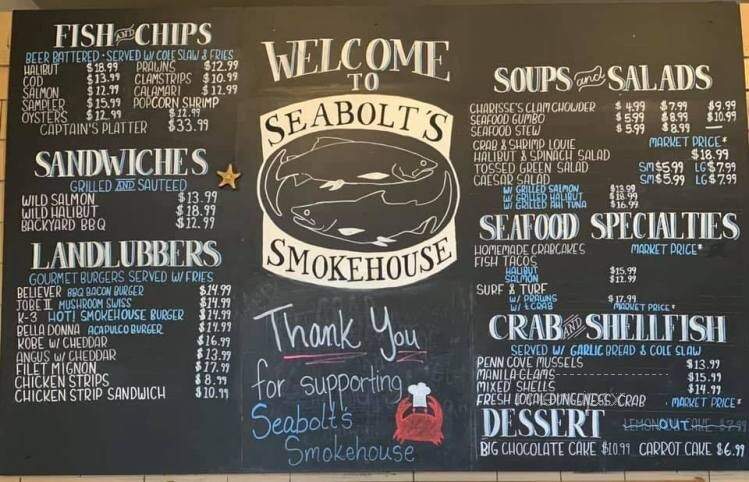 FISH AND CHIPS
BEER BATTERED - SERVED W/ COLE SLAW & FRIES
HALIBUT $18.99 PRAWNS $12.99
COD $13.99 CLAMSTRIPS $10.99
SALMON $12.99 CALAMARI $12.99
SAMPLER $15.99 POPCORN SHRIMP
OYSTERS $12.99 $12.99
CAPTAIN'S PLATTER $33.99
SANDWICHES
GRILLED AND SAUTEED
WILD SALMON $13.99
WILD HALIBUT $18.99
BACKYARD BBQ $12.99
LANDLUBBERS
GOURMET BURGERS SERVED W/ FRIES
BELIEVER BBQ BACON BURGER $14.99
TOBE II MUSHROOM SWISS $14.99
K-3 HOT! SMOKEHOUSE BURGER $14.99
BELLA DONNA ACAPULCO BURGER $14.99
KOBE W/ CHEDDAR $16.99
ANGUS W/ CHEDDAR $13.99
FILET MIGNON $17.99
CHICKEN STRIPS $8.99
CHICKEN STRIP SANDWICH $10.99
WELCOME
TO
SEABOLT'S
SMOKEHOUSE
Thank You
for supporting
Seabolt's
Smokehouse
SOUPS and SALADS
CHARISSE'S CLAM CHOWDER $4.99 $7.99 $9.99
SEAFOOD GUMBO $5.99 $8.99 $10.99
SEAFOOD STEW $5.99 $8.99
CRAB & SHRIMP LOUIE MARKET PRICE*
HALIBUT & SPINACH SALAD $18.99
TOSSED GREEN SALAD SM $5.99 LG $7.99
CAESAR SALAD SM $5.99 LG $7.99
W/ GRILLED SALMON $13.99
W/ GRILLED HALIBUT $18.99
W/ GRILLED AHI TUNA $16.99
SEAFOOD SPECIALTIES
HOMEMADE CRABCAKES MARKET PRICE*
FISH TACOS
HALIBUT $15.99
SALMON $12.99
SURF & TURF
W/ PRAWNS $17.99
W/ CRAB MARKET PRICE*
CRAB AND SHELLFISH
SERVED W/ GARLIC BREAD & COLE SLAW
PENN COVE MUSSELS $13.99
MANILA CLAMS $15.99
MIXED SHELLS $14.99
FRESH LOCAL DUNGENESS CRAB MARKET PRICE*
DESSERT
BIG CHOCOLATE CAKE $10.99 CARROT CAKE $6.99